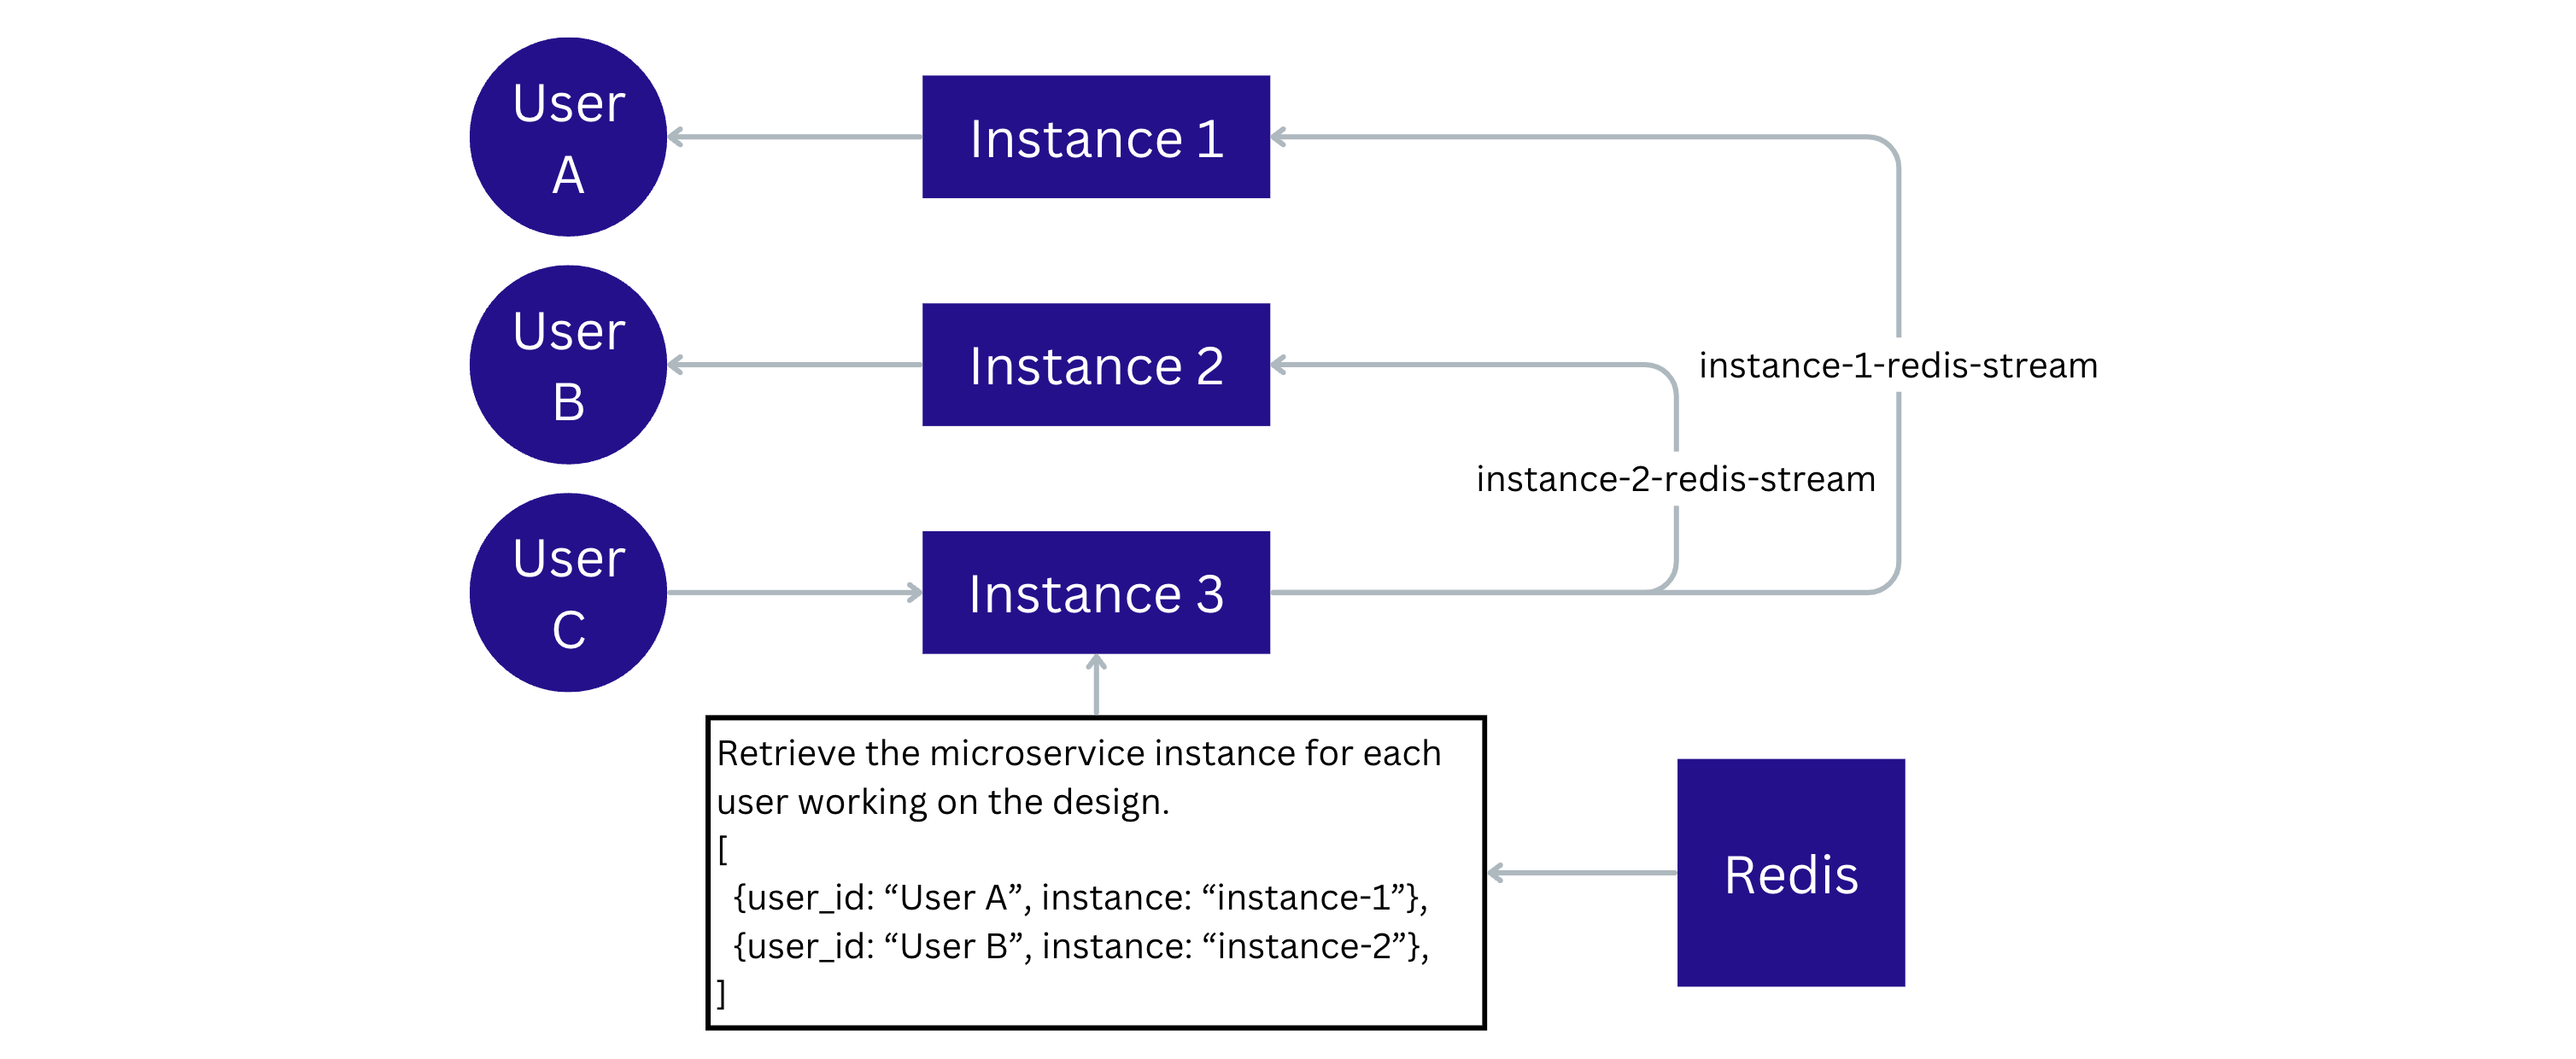 User
A
Instance 1
User
B
Instance 2
instance-1-redis-stream
instance-2-redis-stream
User
C
Instance 3
Retrieve the microservice instance for each
user working on the design.
[
{user_id: “User A”, instance: “instance-1”},
{user_id: “User B”, instance: “instance-2”},
]
Redis